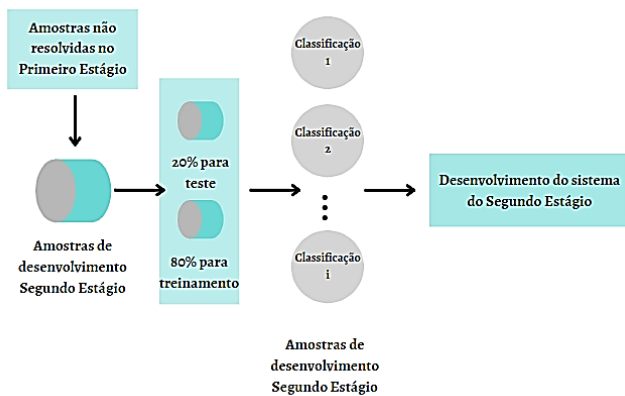 Amostras não
resolvidas no
Primeiro Estágio
Amostras de
desenvolvimento
Segundo Estágio
20% para
teste
80% para
treinamento
Classificação
1
Classificação
2
Classificação
i
Amostras de
desenvolvimento
Segundo Estágio
Desenvolvimento do sistema
do Segundo Estágio